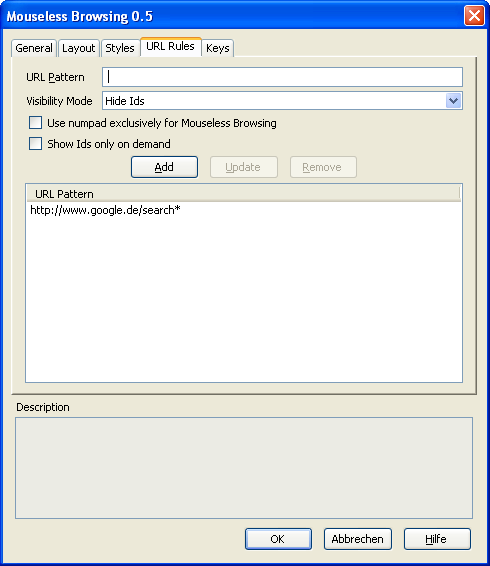 Mouseless Browsing 0.5
General Layout Styles URL Rules Keys
URL Pattern
Visibility Mode Hide Ids
Use numpad exclusively for Mouseless Browsing
Show Ids only on demand
Add Update Remove
URL Pattern
http://www.google.de/search*
Description
OK Abbrechen Hilfe